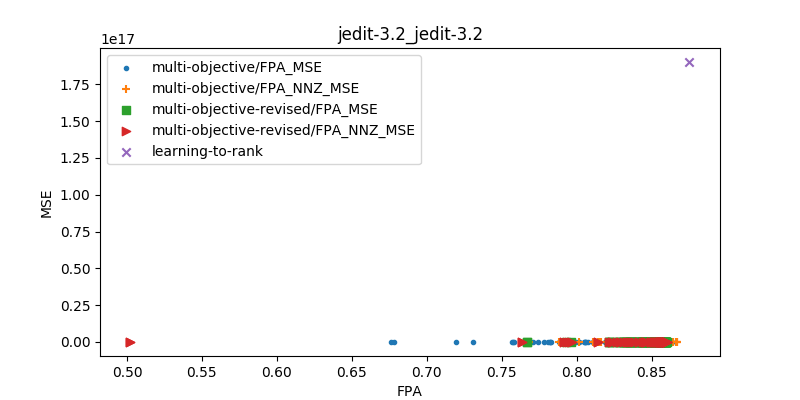 jedit-3.2_jedit-3.2
1e17
multi-objective/FPA_MSE
multi-objective/FPA_NNZ_MSE
multi-objective-revised/FPA_MSE
multi-objective-revised/FPA_NNZ_MSE
learning-to-rank
1.75
1.50
1.25
1.00
0.75
0.50
0.25
0.00
MSE
0.50 0.55 0.60 0.65 0.70 0.75 0.80 0.85
FPA